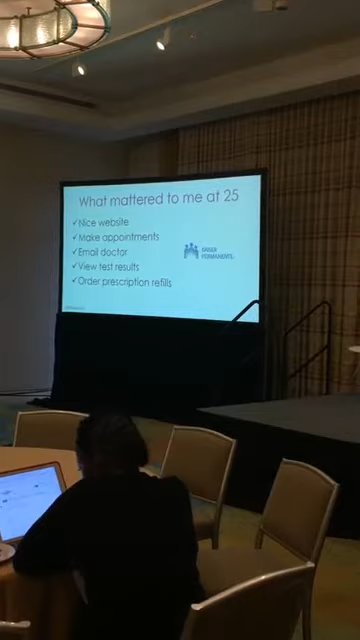 What mattered to me at 25
✓Nice website
✓Make appointments
✓Email doctor
✓View test results
✓Order prescription refills
KAISER
PERMANENTE.